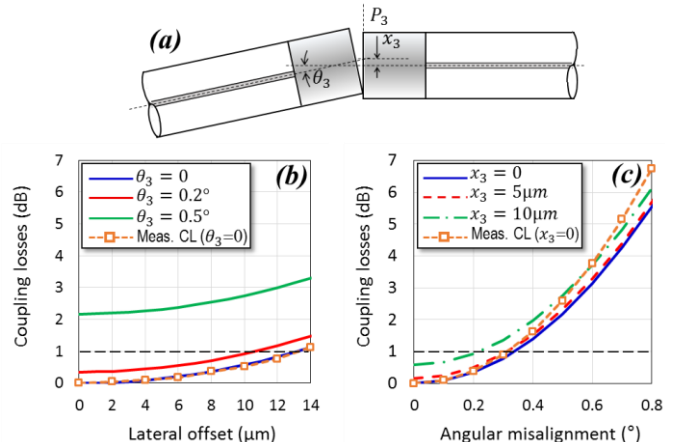 (a)
P₃
x₃
θ₃
(b)
θ₃ = 0
θ₃ = 0.2°
θ₃ = 0.5°
Meas. CL (θ₃=0)
Coupling losses (dB)
7
6
5
4
3
2
1
0
0 2 4 6 8 10 12 14
Lateral offset (μm)
(c)
x₃ = 0
x₃ = 5μm
x₃ = 10μm
Meas. CL (x₃=0)
Coupling losses (dB)
7
6
5
4
3
2
1
0
0 0.2 0.4 0.6 0.8
Angular misalignment (°)